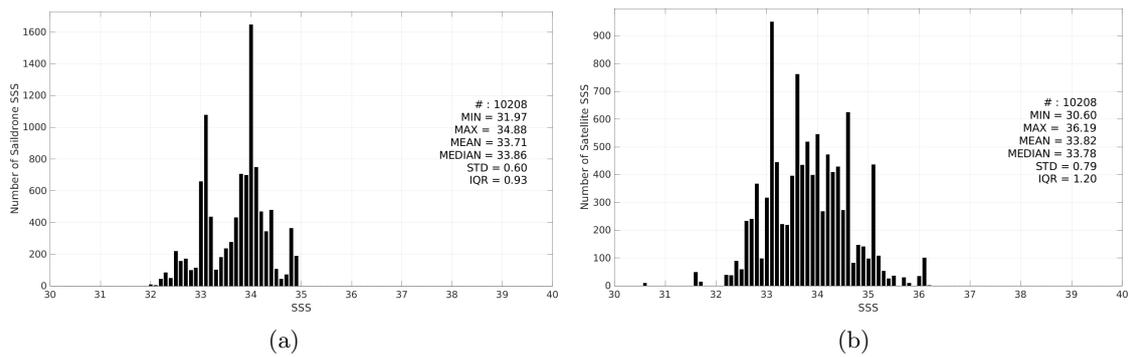 Number of Saildrone SSS
1600
1400
1200
1000
800
600
400
200
0
30 31 32 33 34 35 36 37 38 39 40
SSS
# : 10208
MIN = 31.97
MAX = 34.88
MEAN = 33.71
MEDIAN = 33.86
STD = 0.60
IQR = 0.93
(a)
Number of Satellite SSS
900
800
700
600
500
400
300
200
100
0
30 31 32 33 34 35 36 37 38 39 40
SSS
# : 10208
MIN = 30.60
MAX = 36.19
MEAN = 33.82
MEDIAN = 33.78
STD = 0.79
IQR = 1.20
(b)